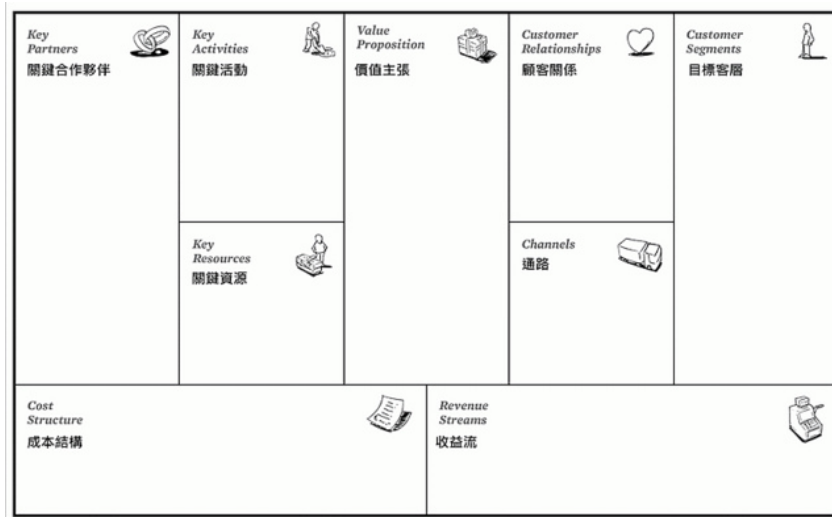 Key
Partners
關鍵合作夥伴
Key
Activities
關鍵活動
Key
Resources
關鍵資源
Value
Proposition
價值主張
Customer
Relationships
顧客關係
Channels
通路
Customer
Segments
目標客層
Cost
Structure
成本結構
Revenue
Streams
收益流